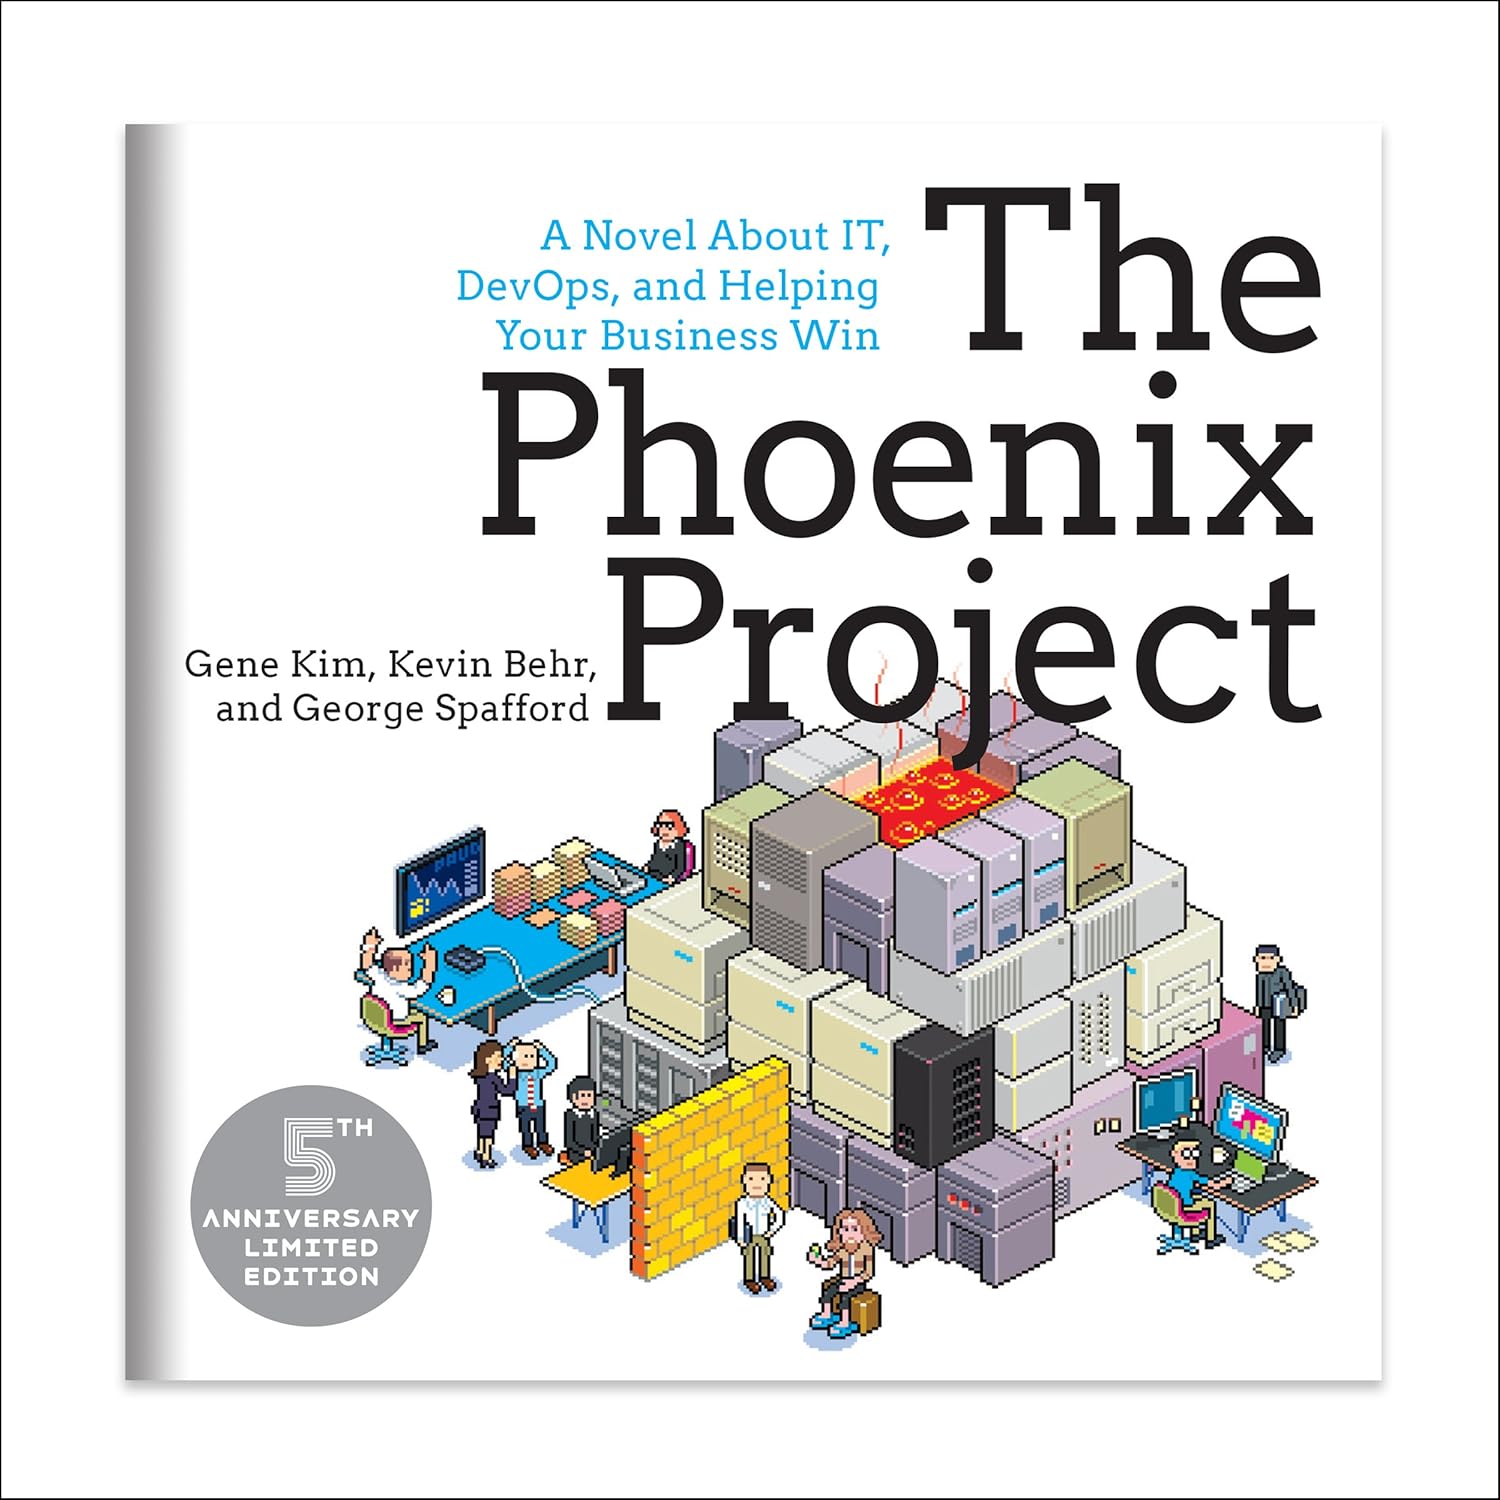 A Novel About IT,
DevOps, and Helping
Your Business Win
The
Phoenix
Project
Gene Kim, Kevin Behr,
and George Spafford
5TH
ANNIVERSARY
LIMITED
EDITION